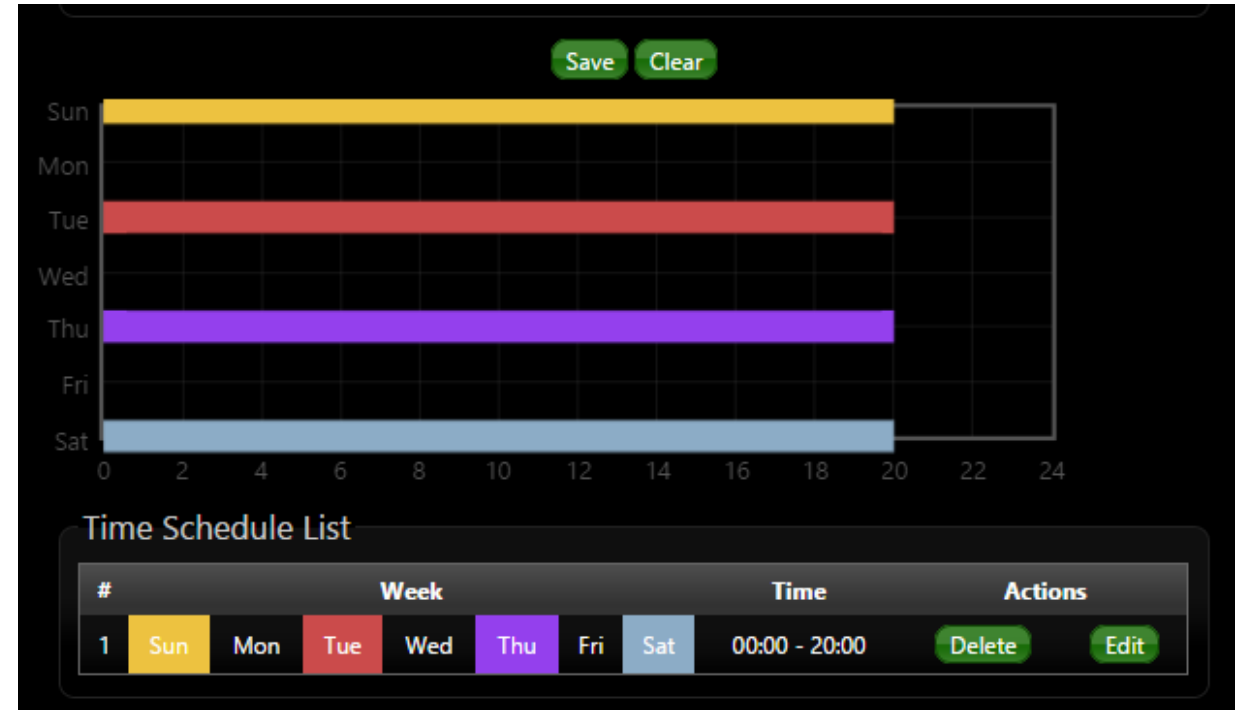 Save Clear
Sun
Mon
Tue
Wed
Thu
Fri
Sat
0 2 4 6 8 10 12 14 16 18 20 22 24
Time Schedule List
# Week Time Actions
1 Sun Mon Tue Wed Thu Fri Sat 00:00 - 20:00 Delete Edit